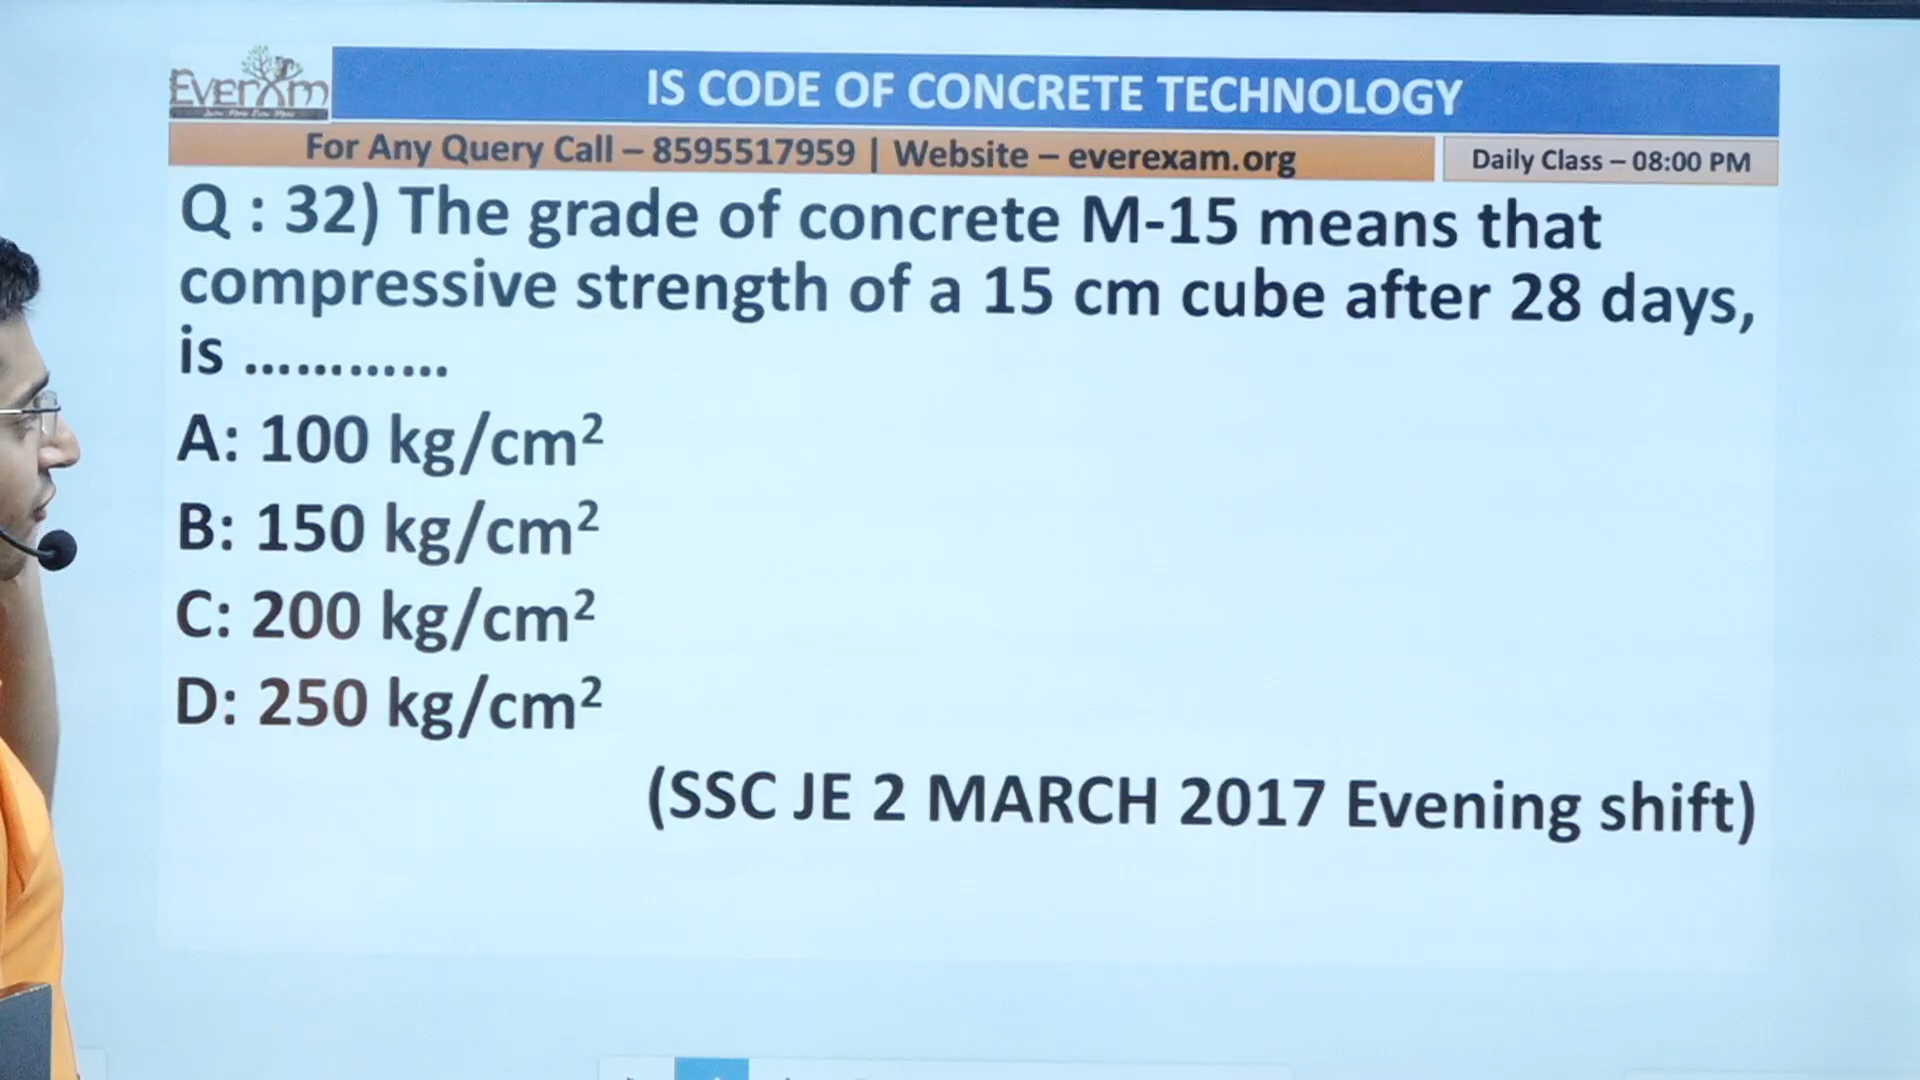 EverExam
IS CODE OF CONCRETE TECHNOLOGY
For Any Query Call – 8595517959 | Website – everexam.org
Daily Class – 08:00 PM
Q : 32) The grade of concrete M-15 means that
compressive strength of a 15 cm cube after 28 days,
is ............
A: 100 kg/cm²
B: 150 kg/cm²
C: 200 kg/cm²
D: 250 kg/cm²
(SSC JE 2 MARCH 2017 Evening shift)